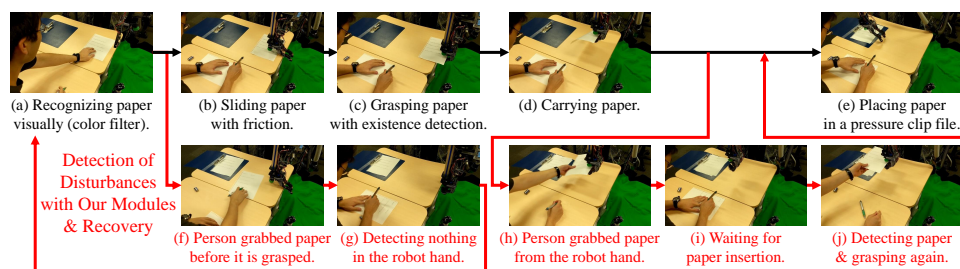 (a) Recognizing paper
visually (color filter).
(b) Sliding paper
with friction.
(c) Grasping paper
with existence detection.
(d) Carrying paper.
(e) Placing paper
in a pressure clip file.
Detection of
Disturbances
with Our Modules
& Recovery
(f) Person grabbed paper
before it is grasped.
(g) Detecting nothing
in the robot hand.
(h) Person grabbed paper
from the robot hand.
(i) Waiting for
paper insertion.
(j) Detecting paper
& grasping again.